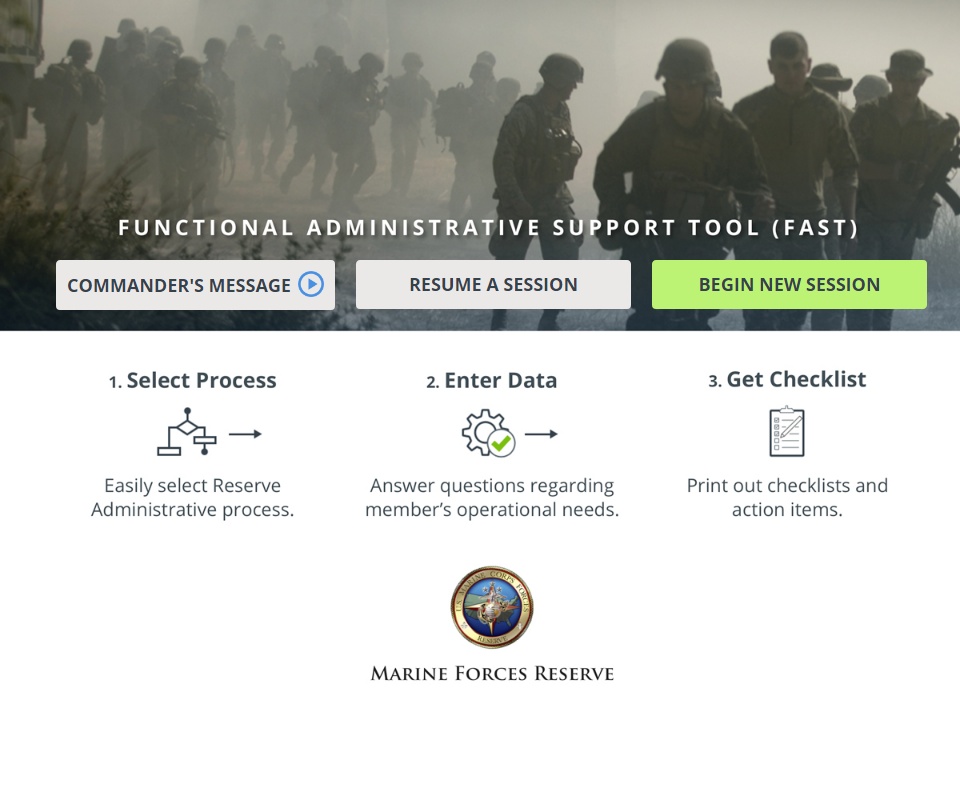 FUNCTIONAL ADMINISTRATIVE SUPPORT TOOL (FAST)
COMMANDER'S MESSAGE
RESUME A SESSION
BEGIN NEW SESSION
1. Select Process
2. Enter Data
3. Get Checklist
Easily select Reserve
Administrative process.
Answer questions regarding
member’s operational needs.
Print out checklists and
action items.
U.S. MARINE CORPS FORCES
RESERVE
MARINE FORCES RESERVE